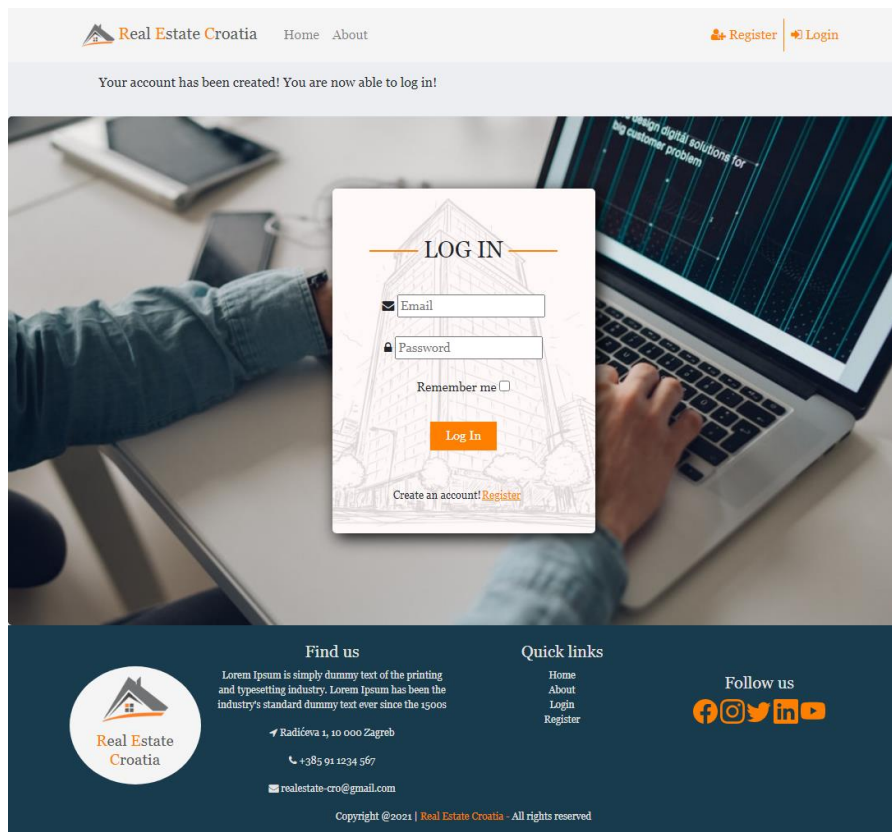 Real Estate Croatia Home About Register Login
Your account has been created! You are now able to log in!
design digital solutions for
big customer problem
LOG IN
Email
Password
Remember me
Log In
Create an account! Register
Real Estate
Croatia
Find us
Lorem Ipsum is simply dummy text of the printing
and typesetting industry. Lorem Ipsum has been the
industry's standard dummy text ever since the 1500s
Radićeva 1, 10 000 Zagreb
+385 91 1234 567
realestate-cro@gmail.com
Quick links
Home
About
Login
Register
Follow us
Copyright @2021 | Real Estate Croatia - All rights reserved